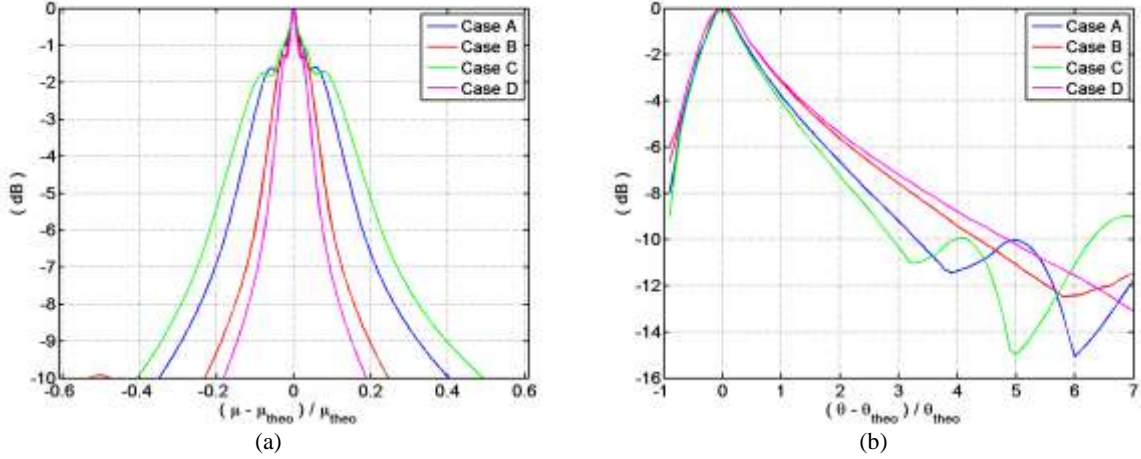 0
-1
-2
-3
-4
-5
-6
-7
-8
-9
-10
( dB )
-0.6 -0.4 -0.2 0 0.2 0.4 0.6
( μ - μtheo ) / μtheo
Case A
Case B
Case C
Case D
(a)
0
-2
-4
-6
-8
-10
-12
-14
-16
( dB )
-1 0 1 2 3 4 5 6 7
( θ - θtheo ) / θtheo
Case A
Case B
Case C
Case D
(b)